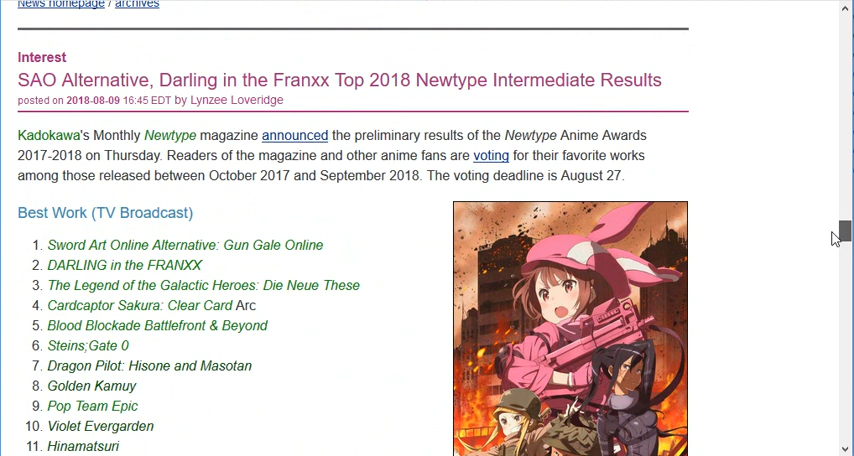 News homepage / archives
Interest
SAO Alternative, Darling in the Franxx Top 2018 Newtype Intermediate Results
posted on 2018-08-09 16:45 EDT by Lynzee Loveridge
Kadokawa's Monthly Newtype magazine announced the preliminary results of the Newtype Anime Awards
2017-2018 on Thursday. Readers of the magazine and other anime fans are voting for their favorite works
among those released between October 2017 and September 2018. The voting deadline is August 27.
Best Work (TV Broadcast)
1. Sword Art Online Alternative: Gun Gale Online
2. DARLING in the FRANXX
3. The Legend of the Galactic Heroes: Die Neue These
4. Cardcaptor Sakura: Clear Card Arc
5. Blood Blockade Battlefront & Beyond
6. Steins;Gate 0
7. Dragon Pilot: Hisone and Masotan
8. Golden Kamuy
9. Pop Team Epic
10. Violet Evergarden
11. Hinamatsuri